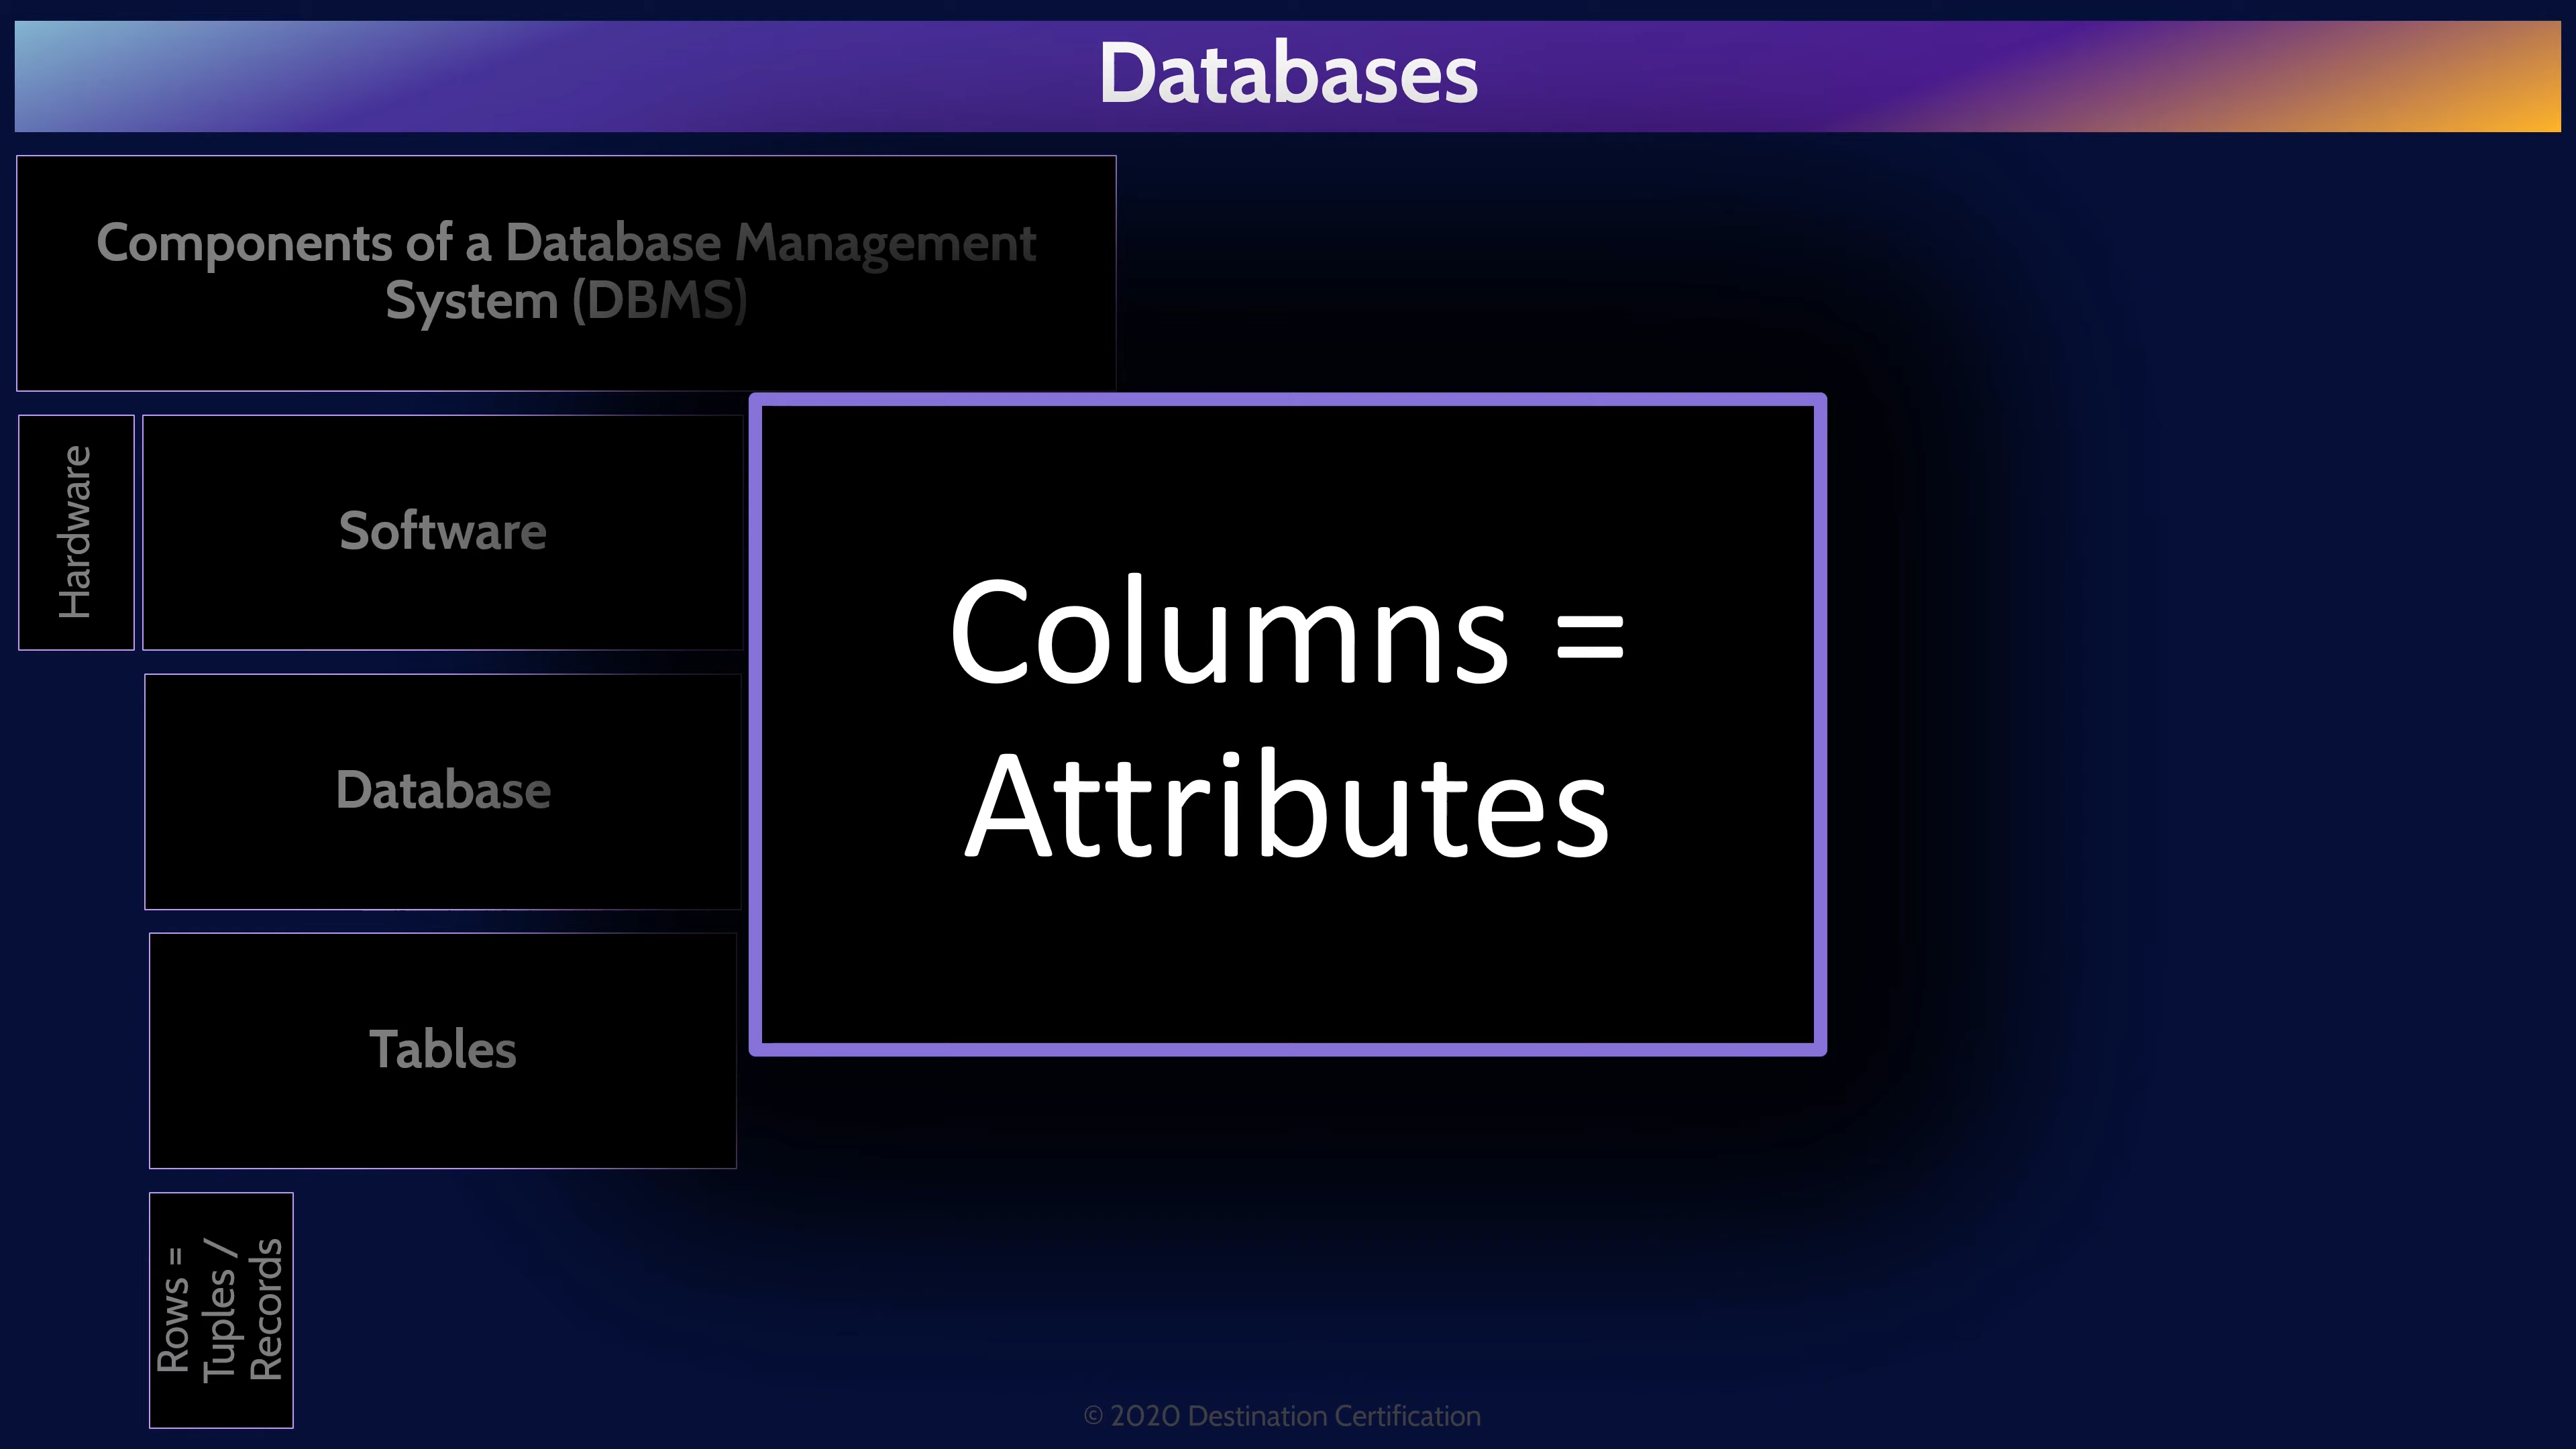 Databases
Components of a Database Management
System (DBMS)
Hardware
Software
Columns =
Attributes
Database
Tables
Rows =
Tuples /
Records
© 2020 Destination Certification